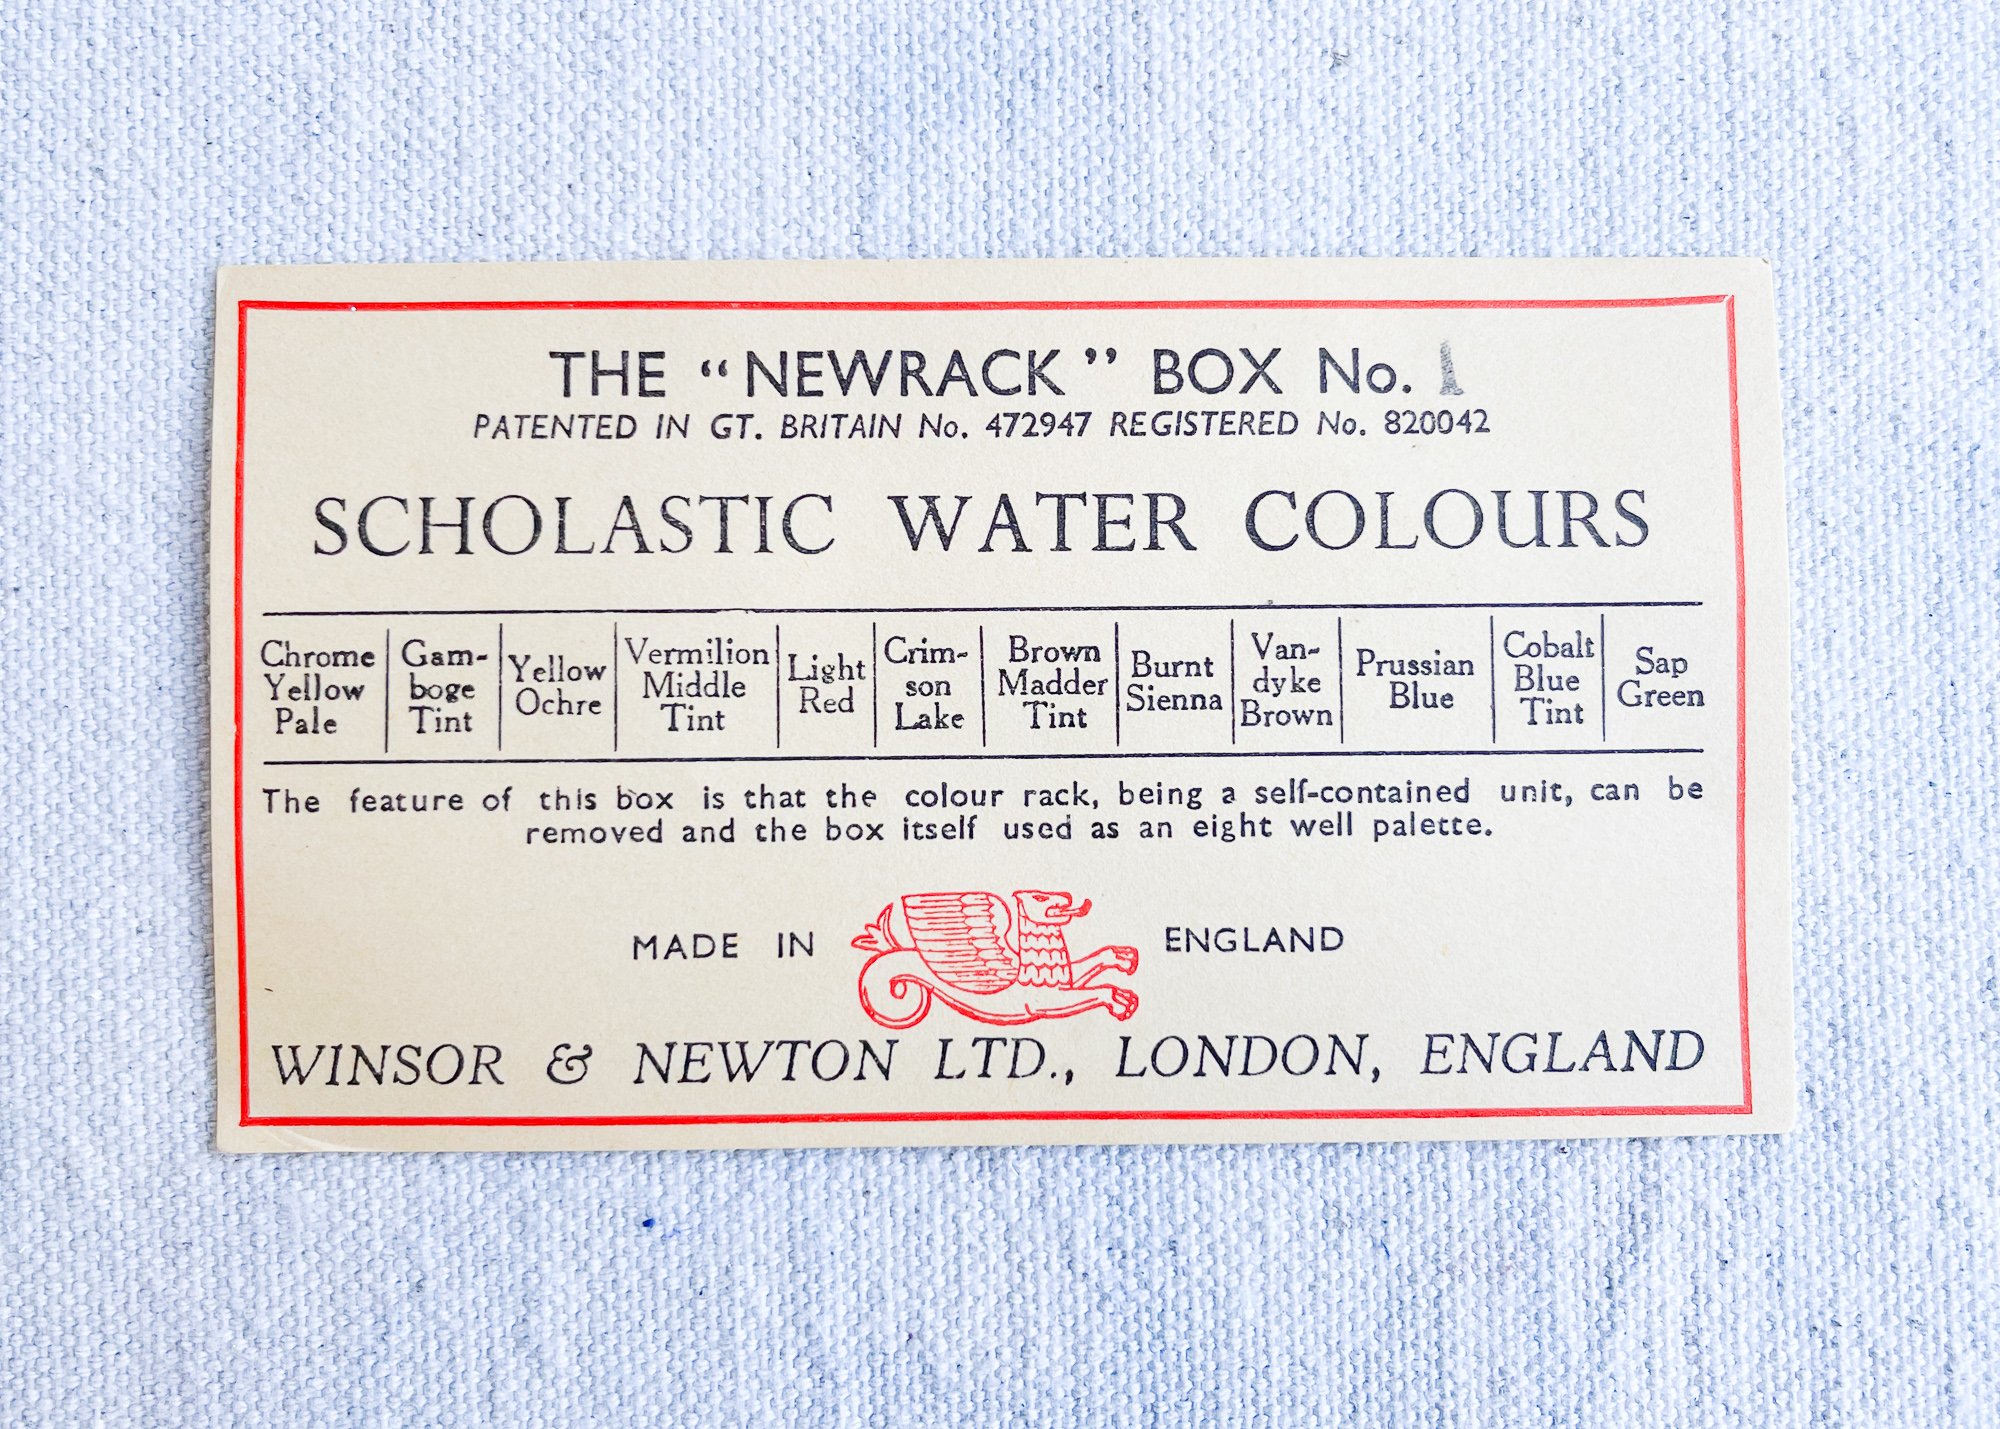 THE “NEWRACK” BOX No. 1
PATENTED IN GT. BRITAIN No. 472947 REGISTERED No. 820042
SCHOLASTIC WATER COLOURS
Chrome
Yellow
Pale
Gam-
boge
Tint
Yellow
Ochre
Vermilion
Middle
Tint
Light
Red
Crim-
son
Lake
Brown
Madder
Tint
Burnt
Sienna
Van-
dyke
Brown
Prussian
Blue
Cobalt
Blue
Tint
Sap
Green
The feature of this box is that the colour rack, being a self-contained unit, can be
removed and the box itself used as an eight well palette.
MADE IN ENGLAND
WINSOR & NEWTON LTD., LONDON, ENGLAND